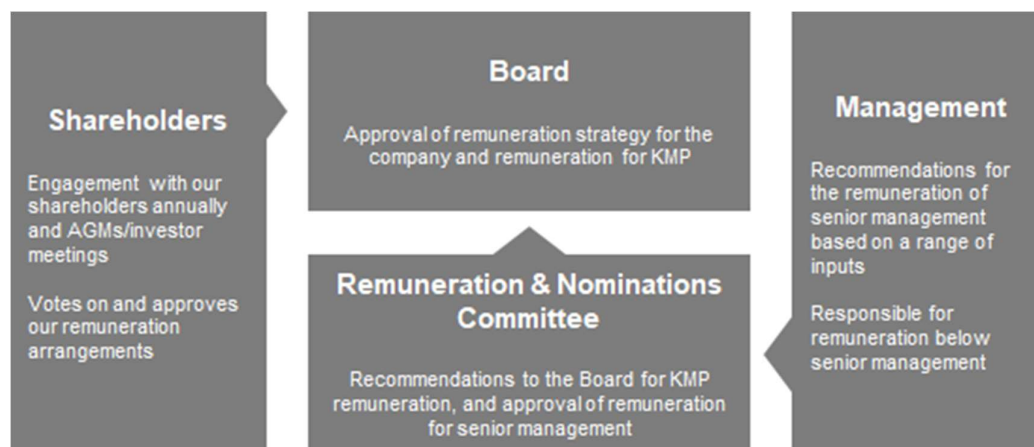 Shareholders
Engagement with our
shareholders annually
and AGMs/investor
meetings
Votes on and approves
our remuneration
arrangements
Board
Approval of remuneration strategy for the
company and remuneration for KMP
Remuneration & Nominations
Committee
Recommendations to the Board for KMP
remuneration, and approval of remuneration
for senior management
Management
Recommendations for
the remuneration of
senior management
based on a range of
inputs
Responsible for
remuneration below
senior management